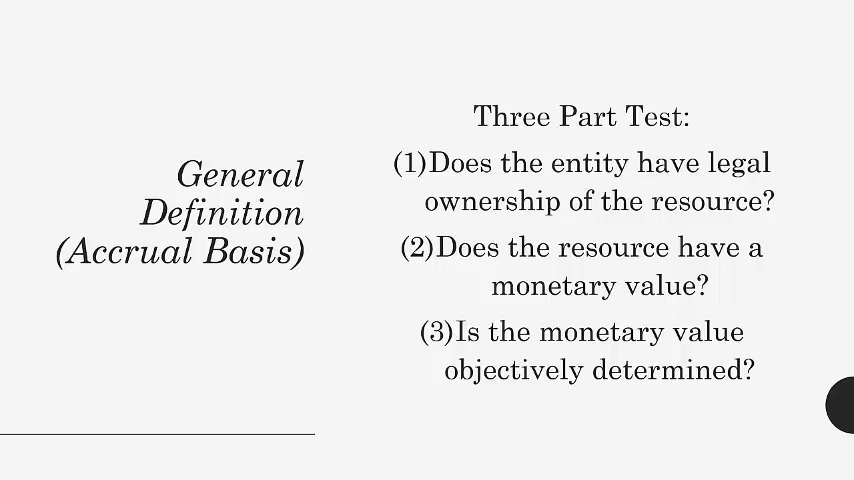 General
Definition
(Accrual Basis)
Three Part Test:
(1)Does the entity have legal
ownership of the resource?
(2)Does the resource have a
monetary value?
(3)Is the monetary value
objectively determined?